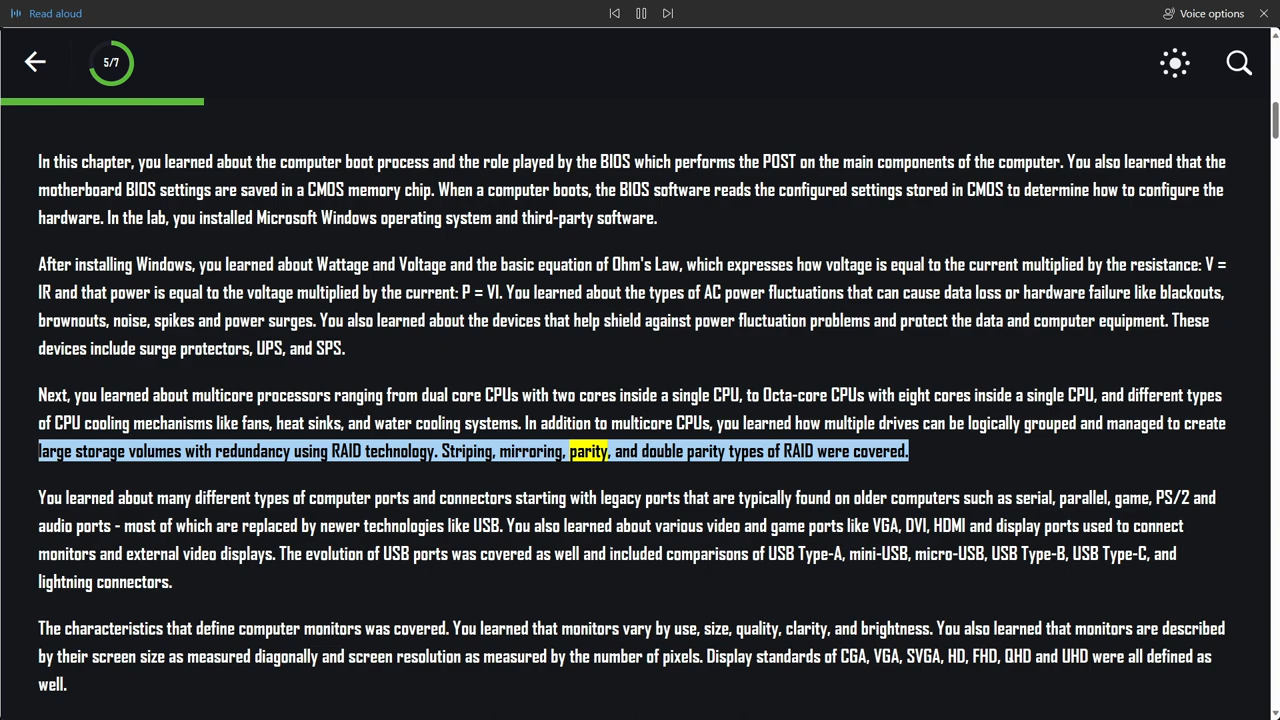 Read aloud
Voice options
5/7
In this chapter, you learned about the computer boot process and the role played by the BIOS which performs the POST on the main components of the computer. You also learned that the
motherboard BIOS settings are saved in a CMOS memory chip. When a computer boots, the BIOS software reads the configured settings stored in CMOS to determine how to configure the
hardware. In the lab, you installed Microsoft Windows operating system and third-party software.
After installing Windows, you learned about Wattage and Voltage and the basic equation of Ohm's Law, which expresses how voltage is equal to the current multiplied by the resistance: V =
IR and that power is equal to the voltage multiplied by the current: P = VI. You learned about the types of AC power fluctuations that can cause data loss or hardware failure like blackouts,
brownouts, noise, spikes and power surges. You also learned about the devices that help shield against power fluctuation problems and protect the data and computer equipment. These
devices include surge protectors, UPS, and SPS.
Next, you learned about multicore processors ranging from dual core CPUs with two cores inside a single CPU, to Octa-core CPUs with eight cores inside a single CPU, and different types
of CPU cooling mechanisms like fans, heat sinks, and water cooling systems. In addition to multicore CPUs, you learned how multiple drives can be logically grouped and managed to create
large storage volumes with redundancy using RAID technology. Striping, mirroring, parity, and double parity types of RAID were covered.
You learned about many different types of computer ports and connectors starting with legacy ports that are typically found on older computers such as serial, parallel, game, PS/2 and
audio ports - most of which are replaced by newer technologies like USB. You also learned about various video and game ports like VGA, DVI, HDMI and display ports used to connect
monitors and external video displays. The evolution of USB ports was covered as well and included comparisons of USB Type-A, mini-USB, micro-USB, USB Type-B, USB Type-C, and
lightning connectors.
The characteristics that define computer monitors was covered. You learned that monitors vary by use, size, quality, clarity, and brightness. You also learned that monitors are described
by their screen size as measured diagonally and screen resolution as measured by the number of pixels. Display standards of CGA, VGA, SVGA, HD, FHD, QHD and UHD were all defined as
well.